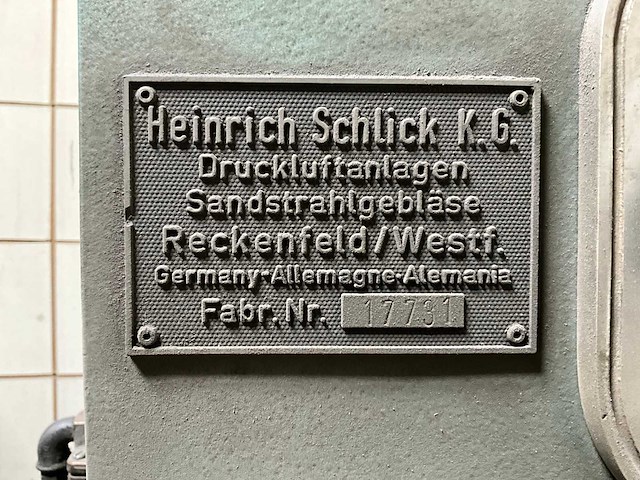 Heinrich Schlick K.G.
Druckluftanlagen
Sandstrahlgebläse
Reckenfeld/Westf.
Germany-Allemagne-Alemania
Fabr. Nr. 17731